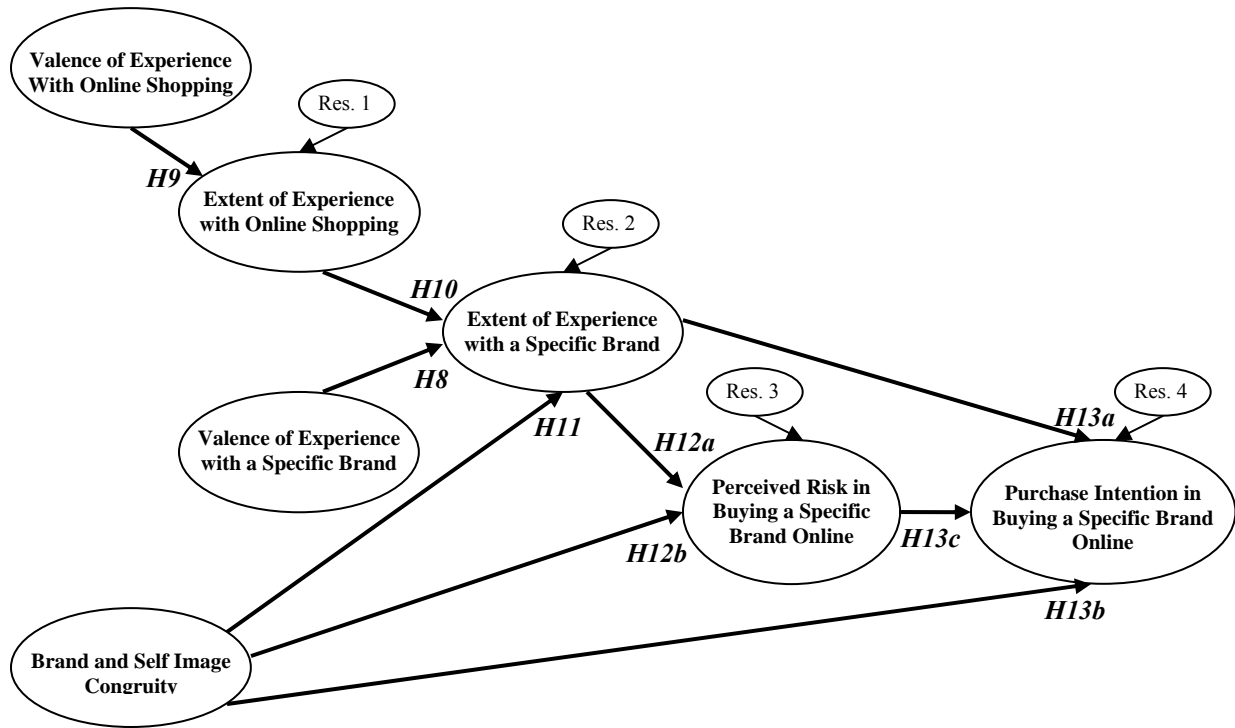 Valence of Experience
With Online Shopping
Res. 1
H9
Extent of Experience
with Online Shopping
Res. 2
H10
Extent of Experience
with a Specific Brand
H8
Res. 3
Res. 4
H11
H13a
Valence of Experience
with a Specific Brand
H12a
Perceived Risk in
Buying a Specific
Brand Online
Purchase Intention in
Buying a Specific Brand
Online
H12b
H13c
H13b
Brand and Self Image
Congruity